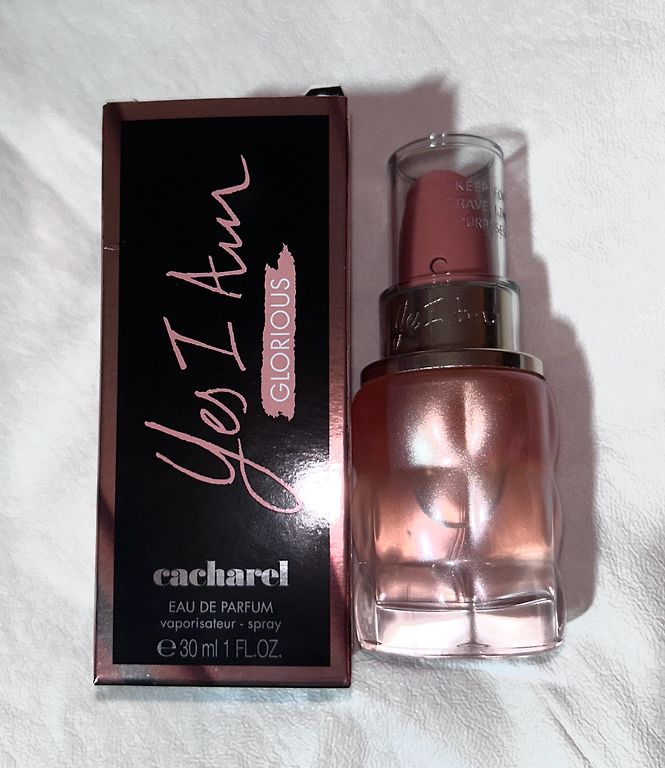 Yes I Am
GLORIOUS
cacharel
EAU DE PARFUM
vaporisateur - spray
e 30 ml 1 FL.OZ.
KEEP FOR
PURPOSES
C
Yes I Am